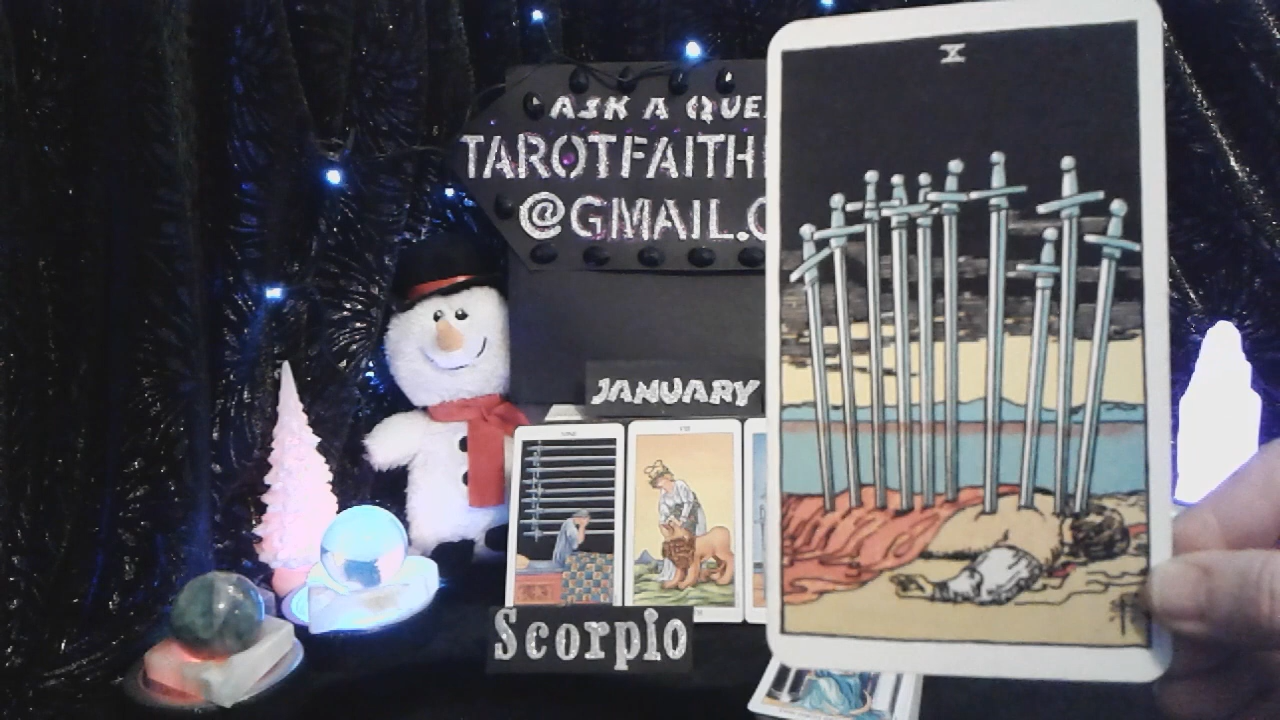 ASK A QUE
TAROTFAITH
@GMAIL.C
X
JANUARY
Scorpio